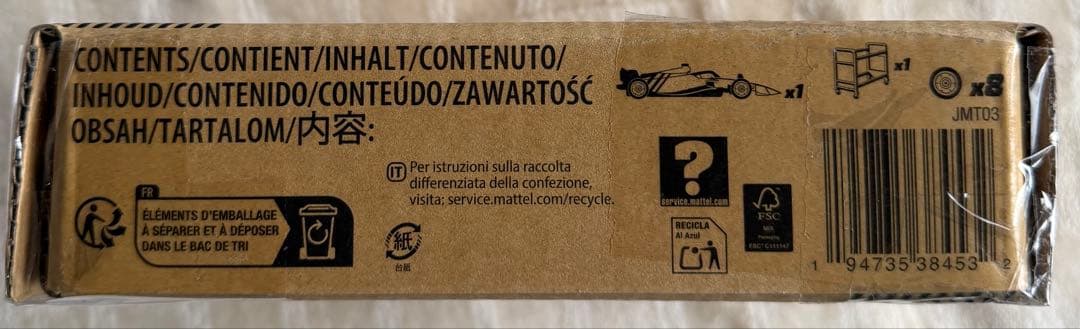 CONTENTS/CONTIENT/INHALT/CONTENUTO/
INHOUD/CONTENIDO/CONTEÚDO/ZAWARTOŚĆ
OBSAH/TARTALOM/内容:
x1
x1
x8
JMT03
FR
ÉLÉMENTS D'EMBALLAGE
À SÉPARER ET À DÉPOSER
DANS LE BAC DE TRI
IT Per istruzioni sulla raccolta
differenziata della confezione,
visita: service.mattel.com/recycle.
紙
台紙
?
service.mattel.com
RECICLA
Al Azul
FSC
MIX
Packaging
1 94735 38453 2